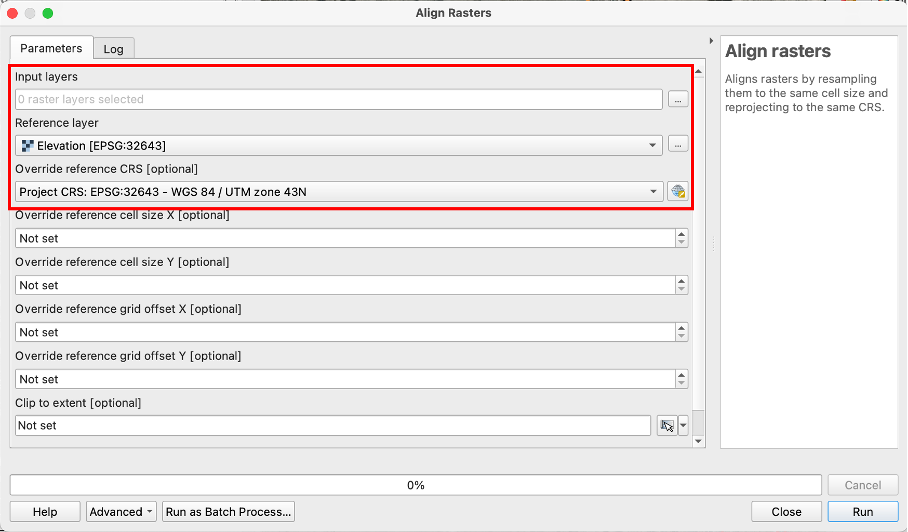 Align Rasters
Parameters
Log
Input layers
0 raster layers selected
...
Reference layer
Elevation [EPSG:32643]
...
Override reference CRS [optional]
Project CRS: EPSG:32643 - WGS 84 / UTM zone 43N
Override reference cell size X [optional]
Not set
Override reference cell size Y [optional]
Not set
Override reference grid offset X [optional]
Not set
Override reference grid offset Y [optional]
Not set
Clip to extent [optional]
Not set
Align rasters
Aligns rasters by resampling
them to the same cell size and
reprojecting to the same CRS.
0%
Cancel
Help
Advanced
Run as Batch Process...
Close
Run